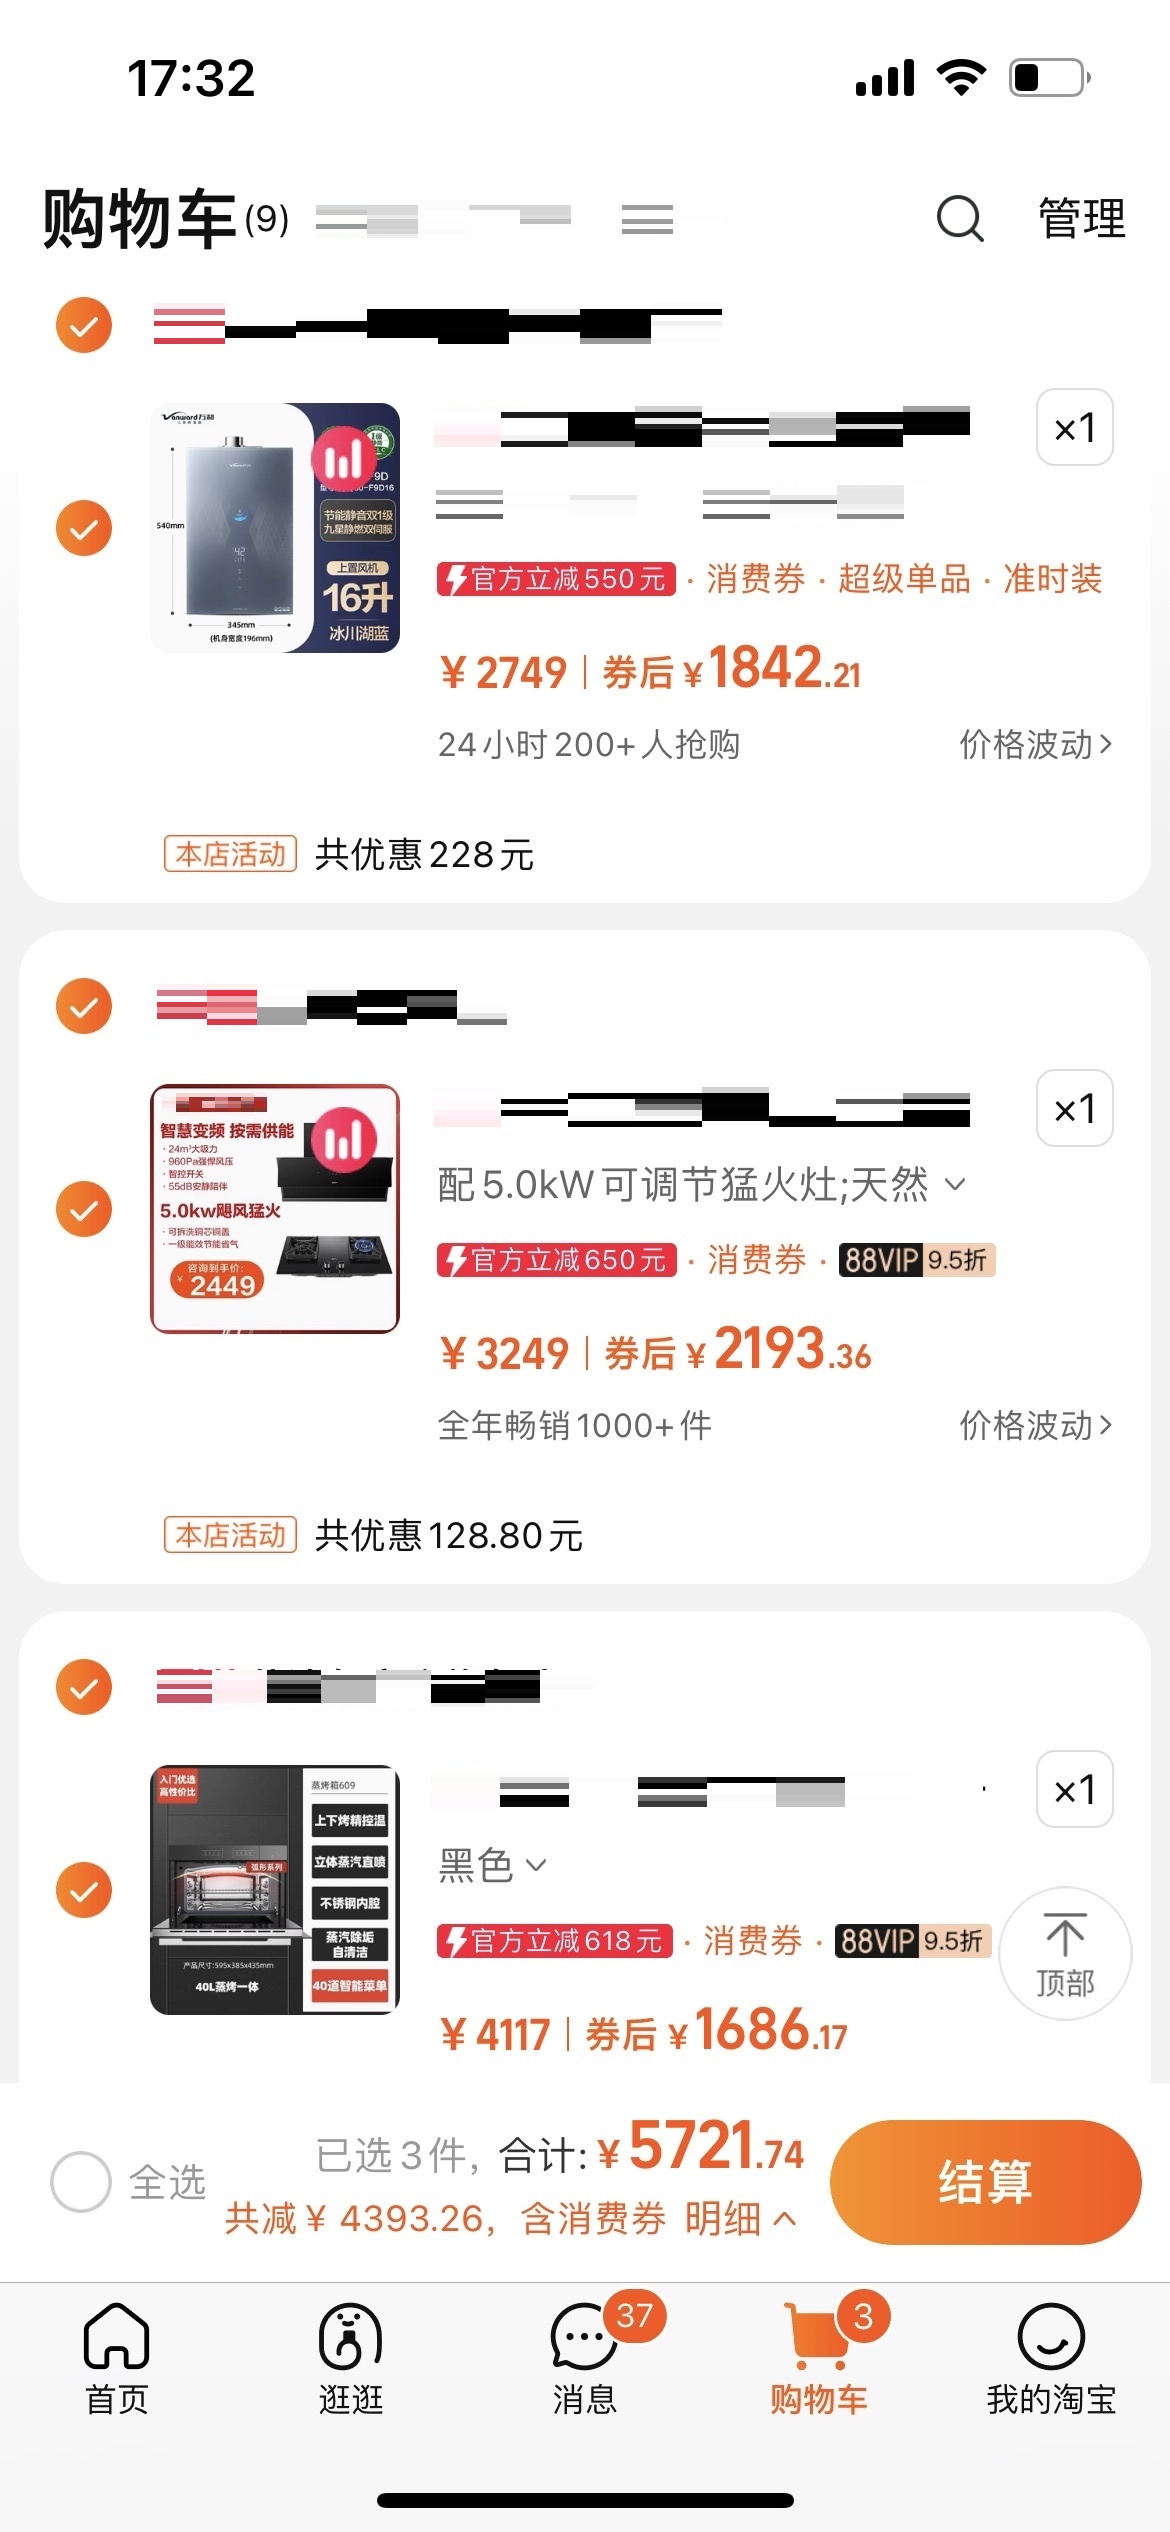 17:32
购物车(9)
管理
Vanward万和
540mm
345mm
(机身宽度196mm)
节能静音双1级
九星静燃双伺服
上置风机
16升
冰川湖蓝
×1
官方立减550元 · 消费券 · 超级单品 · 准时装
¥2749 券后¥1842.21
24小时200+人抢购
价格波动
本店活动 共优惠228元
智慧变频 按需供能
· 24m³大吸力
· 960Pa强悍风压
· 智控开关
· 55dB安静陪伴
5.0kw飓风猛火
· 可拆洗铜芯铜盖
· 一级能效节能省气
咨询到手价:
¥2449
×1
配5.0kW可调节猛火灶;天然
官方立减650元 · 消费券 · 88VIP 9.5折
¥3249 券后¥2193.36
全年畅销1000+件
价格波动
本店活动 共优惠128.80元
入门优选
高性价比
蒸烤箱609
上下烤精控温
立体蒸汽直喷
弧形系列
不锈钢内腔
蒸汽除垢
自清洁
产品尺寸:595x385x435mm
40L蒸烤一体
40道智能菜单
×1
黑色
官方立减618元 · 消费券 · 88VIP 9.5折
¥4117 券后¥1686.17
顶部
全选
已选3件, 合计:¥5721.74
共减¥4393.26, 含消费券 明细
结算
37
3
首页
逛逛
消息
购物车
我的淘宝